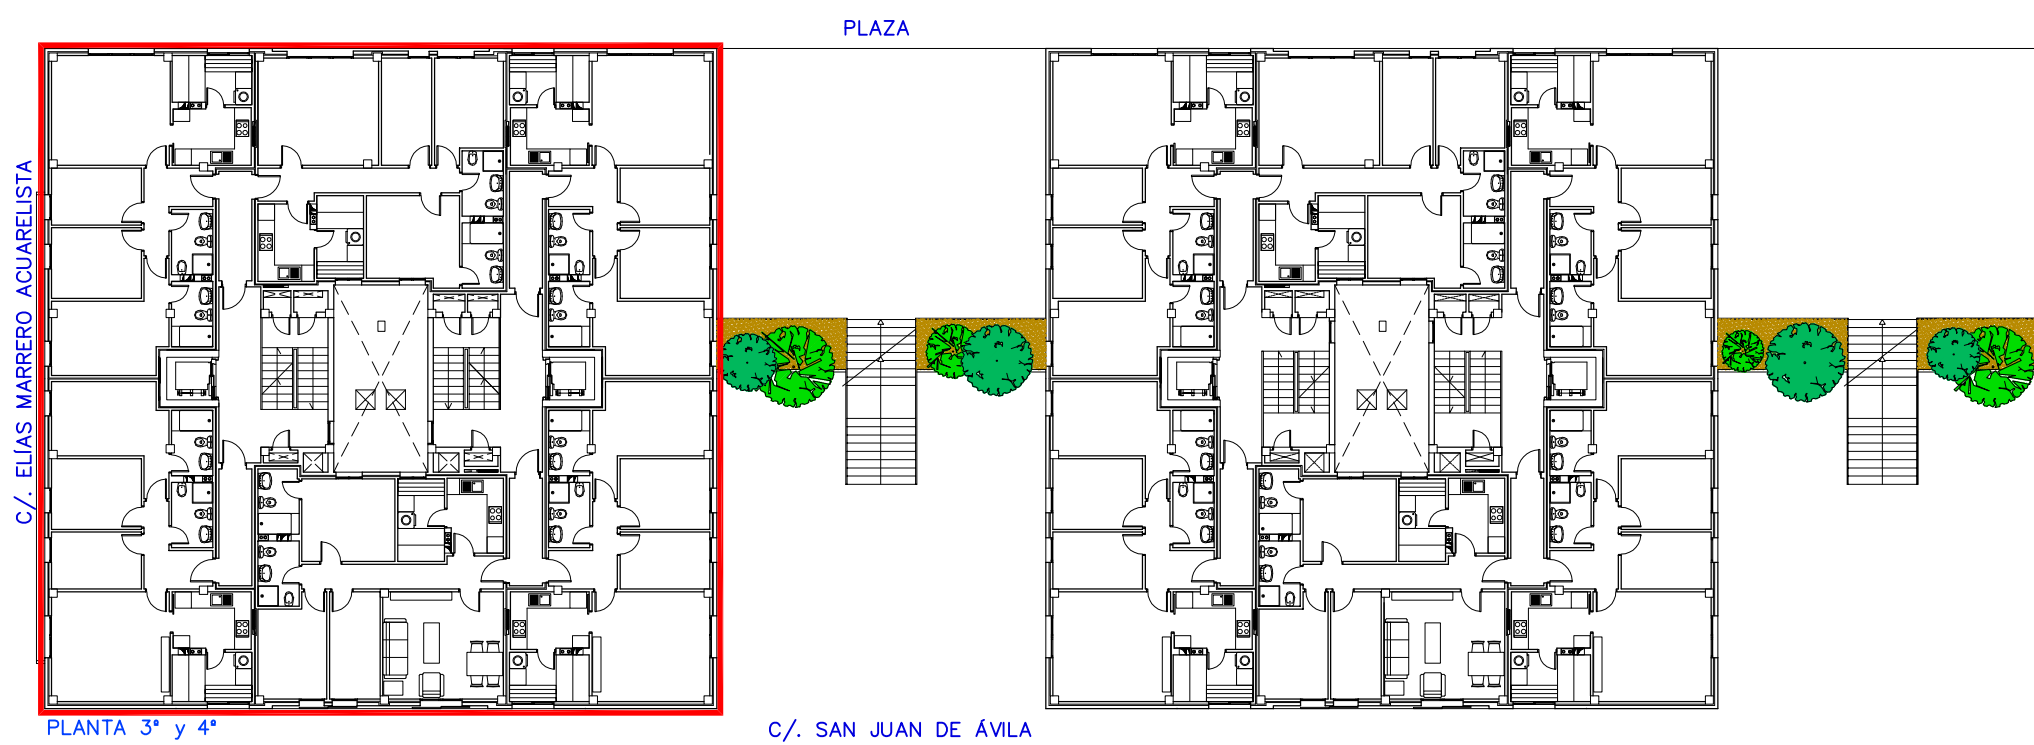 PLAZA
C/. ELÍAS MARRERO ACUARELISTA
PLANTA 3ª y 4ª
C/. SAN JUAN DE ÁVILA